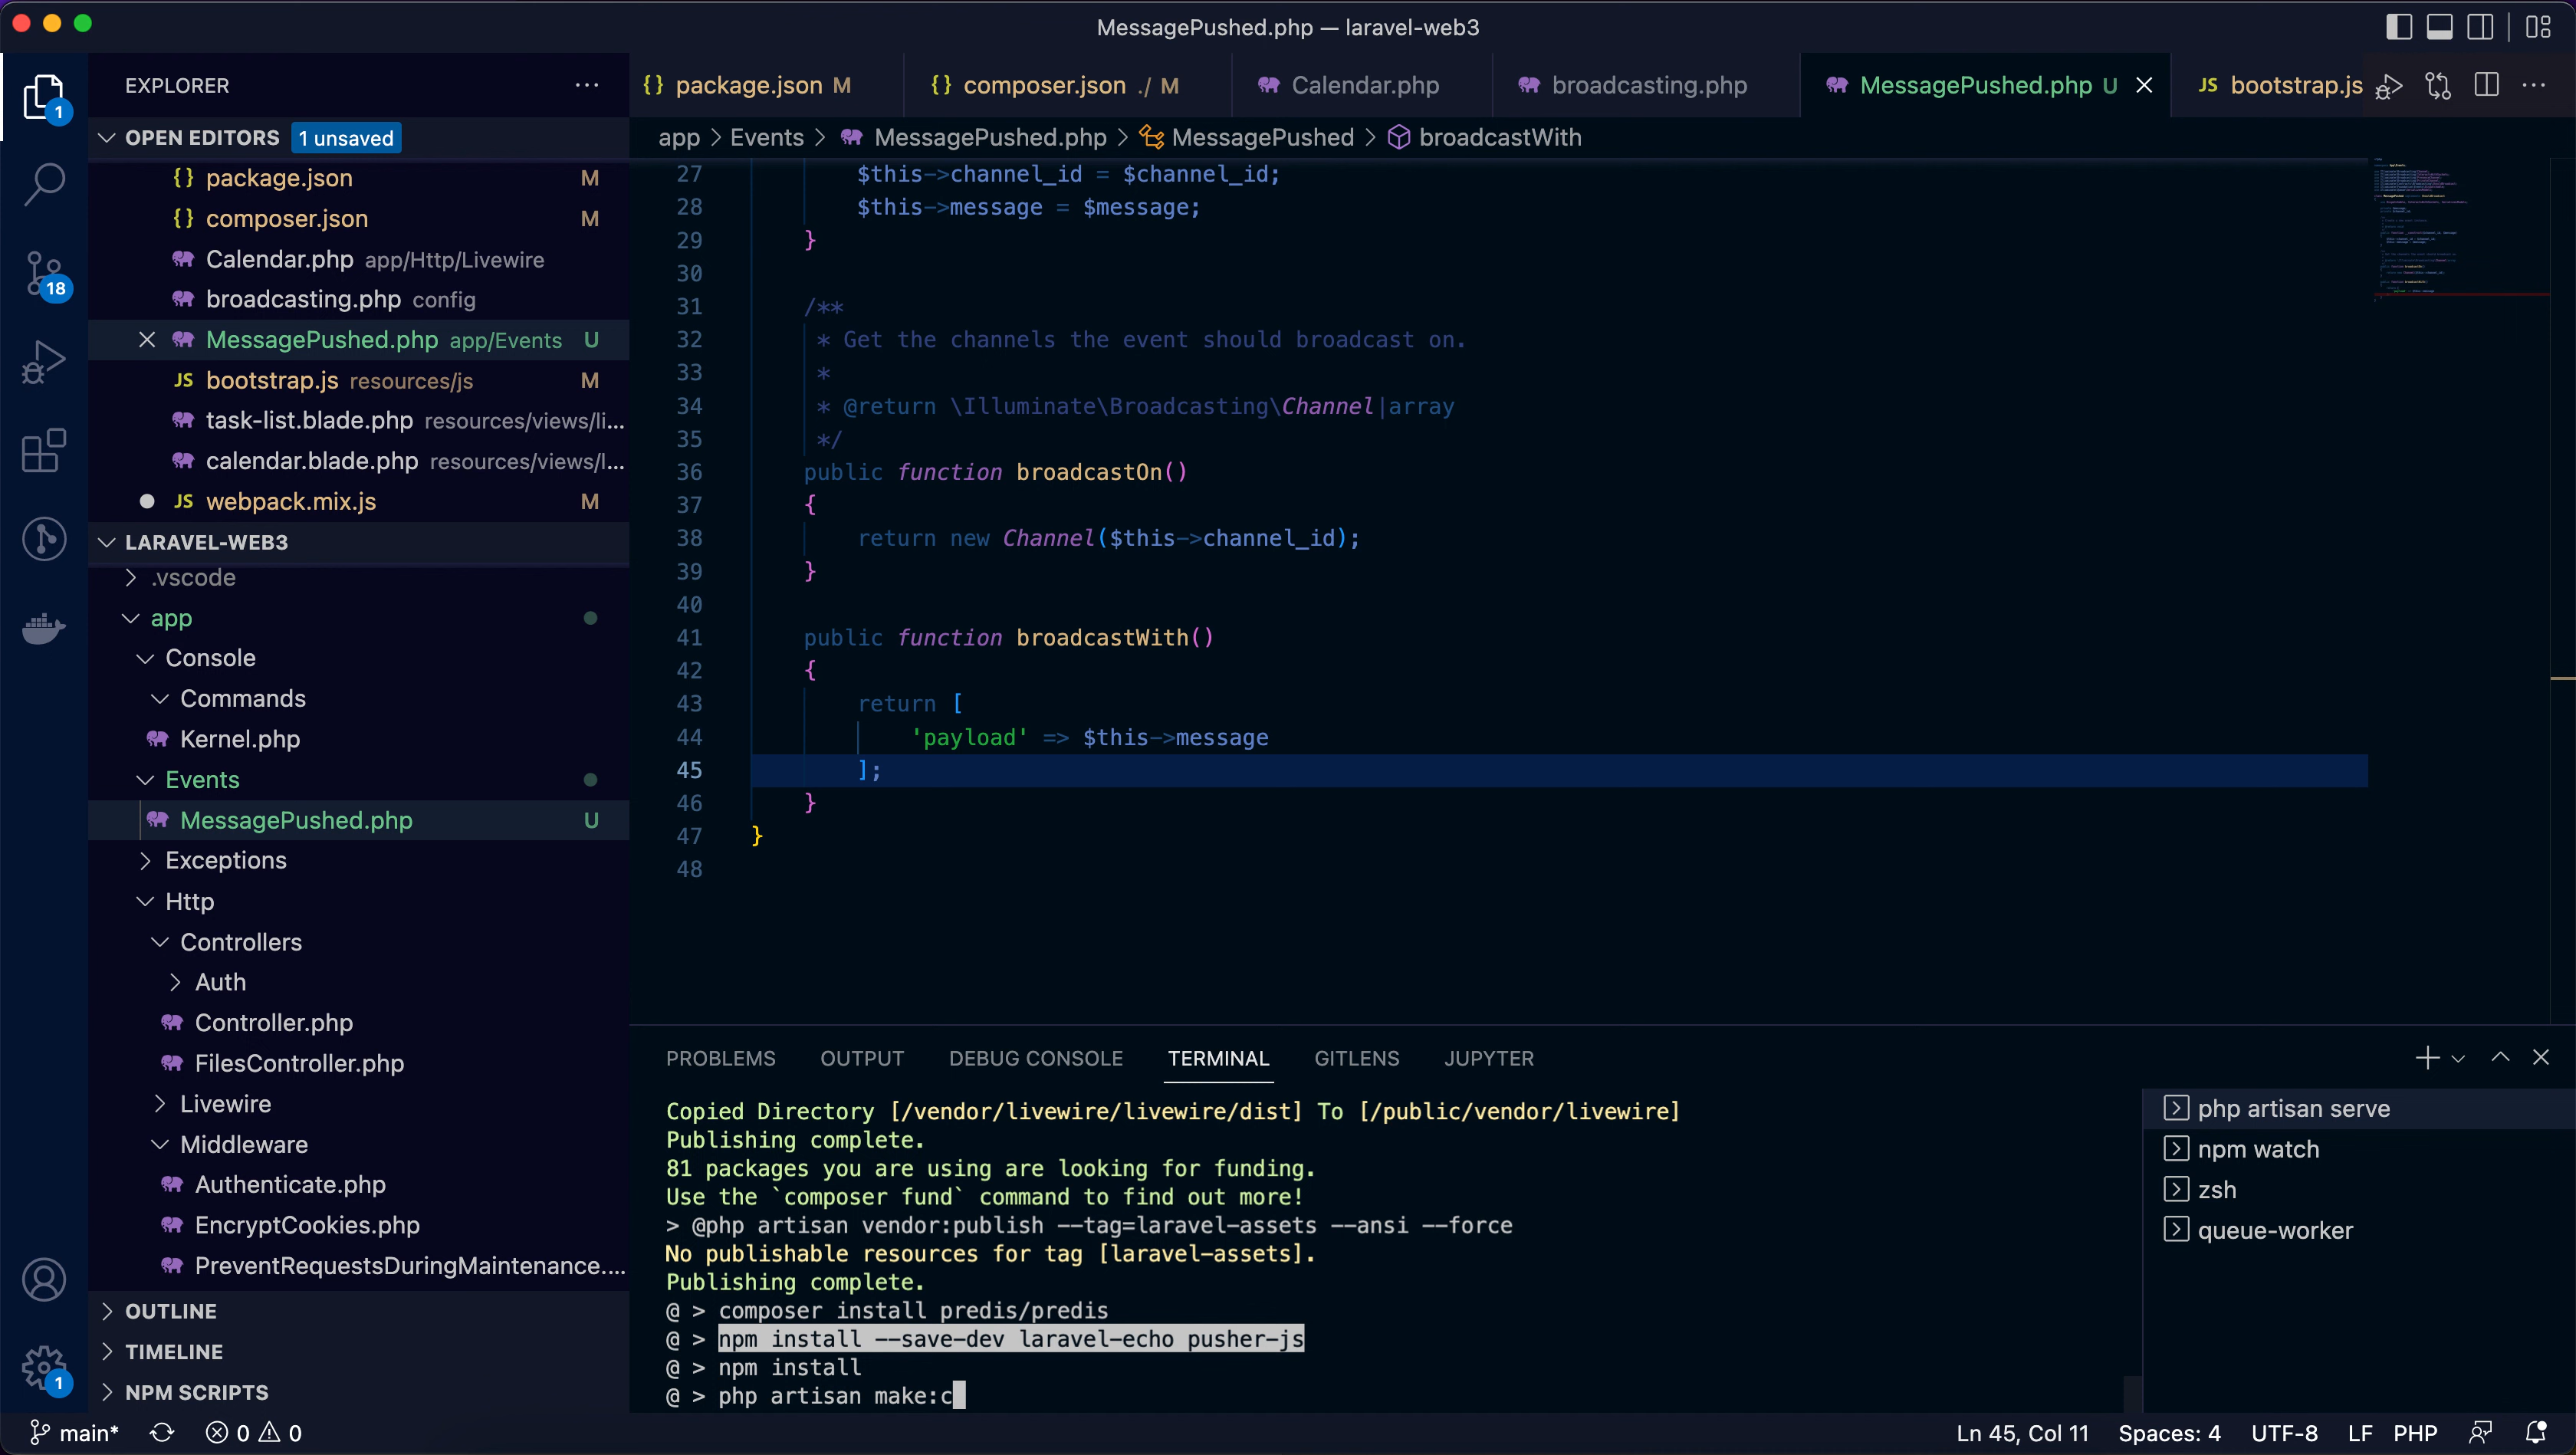 MessagePushed.php — laravel-web3
EXPLORER
{} package.json M
{} composer.json ./ M
Calendar.php
broadcasting.php
MessagePushed.php U
JS bootstrap.js
OPEN EDITORS 1 unsaved
{} package.json M
{} composer.json M
Calendar.php app/Http/Livewire
broadcasting.php config
MessagePushed.php app/Events U
JS bootstrap.js resources/js M
task-list.blade.php resources/views/li...
calendar.blade.php resources/views/l...
JS webpack.mix.js M
LARAVEL-WEB3
.vscode
app
Console
Commands
Kernel.php
Events
MessagePushed.php U
Exceptions
Http
Controllers
Auth
Controller.php
FilesController.php
Livewire
Middleware
Authenticate.php
EncryptCookies.php
PreventRequestsDuringMaintenance....
OUTLINE
TIMELINE
NPM SCRIPTS
1
18
1
app > Events > MessagePushed.php > MessagePushed > broadcastWith
27 $this->channel_id = $channel_id;
28 $this->message = $message;
29 }
30
31 /**
32 * Get the channels the event should broadcast on.
33 *
34 * @return \Illuminate\Broadcasting\Channel|array
35 */
36 public function broadcastOn()
37 {
38 return new Channel($this->channel_id);
39 }
40
41 public function broadcastWith()
42 {
43 return [
44 'payload' => $this->message
45 ];
46 }
47 }
48
PROBLEMS OUTPUT DEBUG CONSOLE TERMINAL GITLENS JUPYTER
Copied Directory [/vendor/livewire/livewire/dist] To [/public/vendor/livewire]
Publishing complete.
81 packages you are using are looking for funding.
Use the `composer fund` command to find out more!
> @php artisan vendor:publish --tag=laravel-assets --ansi --force
No publishable resources for tag [laravel-assets].
Publishing complete.
@ > composer install predis/predis
@ > npm install --save-dev laravel-echo pusher-js
@ > npm install
@ > php artisan make:c
php artisan serve
npm watch
zsh
queue-worker
main* 0 0
Ln 45, Col 11 Spaces: 4 UTF-8 LF PHP